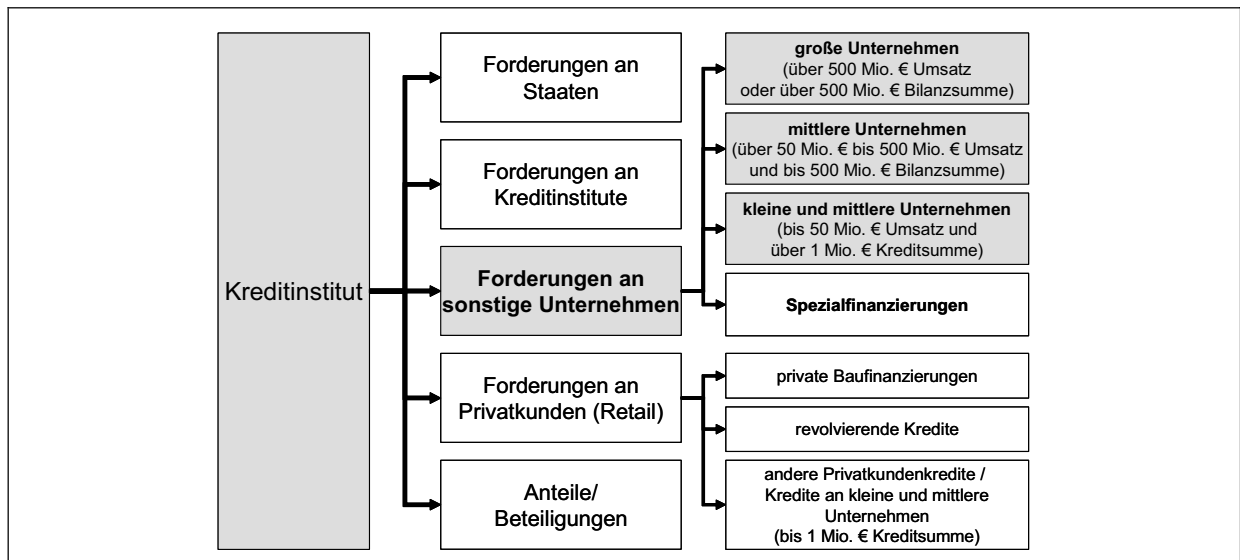 Kreditinstitut
Forderungen an
Staaten
Forderungen an
Kreditinstitute
Forderungen an
sonstige Unternehmen
Forderungen an
Privatkunden (Retail)
Anteile/
Beteiligungen
große Unternehmen
(über 500 Mio. € Umsatz
oder über 500 Mio. € Bilanzsumme)
mittlere Unternehmen
(über 50 Mio. € bis 500 Mio. € Umsatz
und bis 500 Mio. € Bilanzsumme)
kleine und mittlere Unternehmen
(bis 50 Mio. € Umsatz und
über 1 Mio. € Kreditsumme)
Spezialfinanzierungen
private Baufinanzierungen
revolvierende Kredite
andere Privatkundenkredite /
Kredite an kleine und mittlere
Unternehmen
(bis 1 Mio. € Kreditsumme)